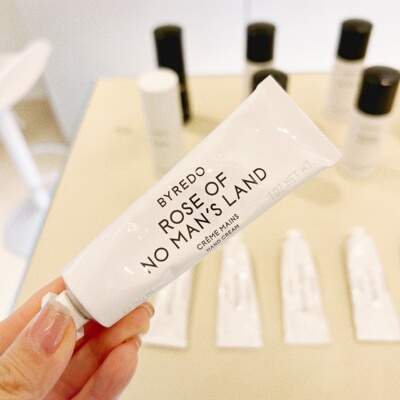 BYREDO
ROSE OF
NO MAN'S LAND
CRÈME MAINS
HAND CREAM